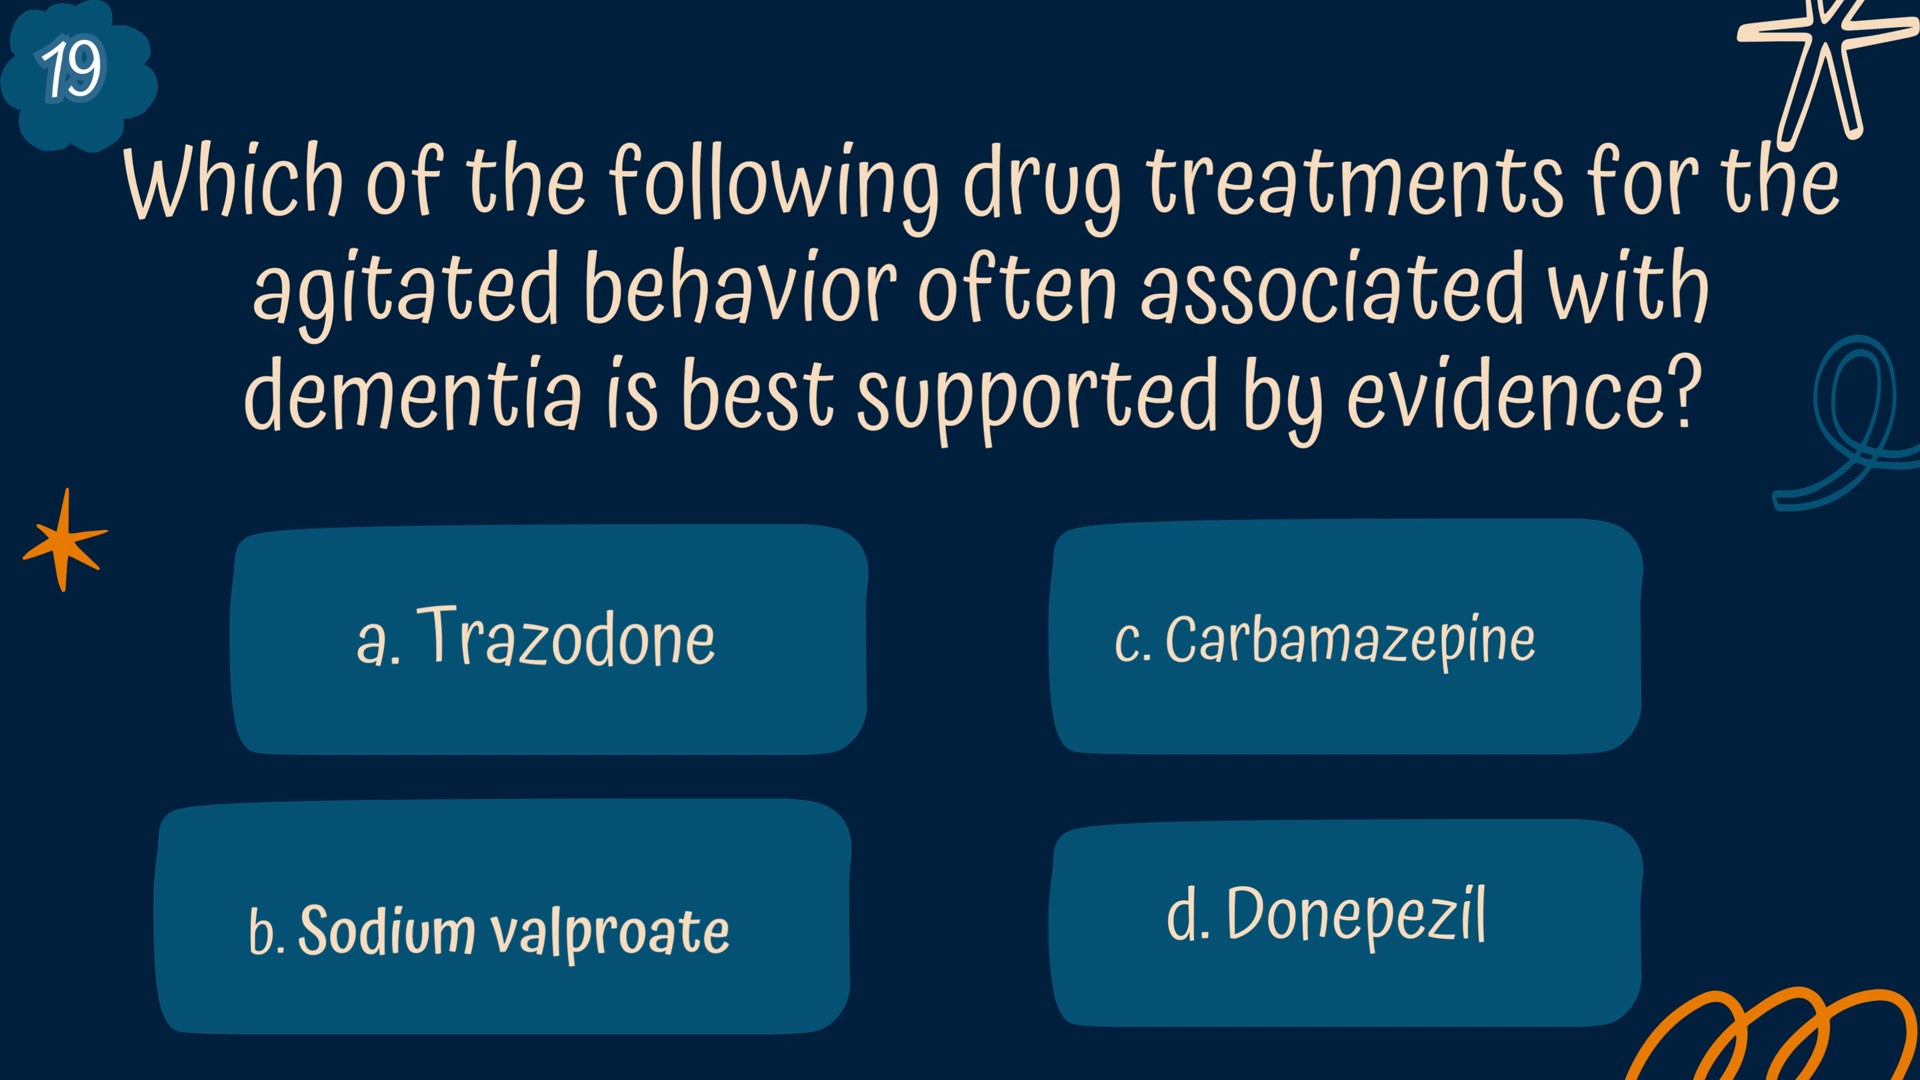 19
Which of the following drug treatments for the
agitated behavior often associated with
dementia is best supported by evidence?
a. Trazodone
c. Carbamazepine
b. Sodium valproate
d. Donepezil